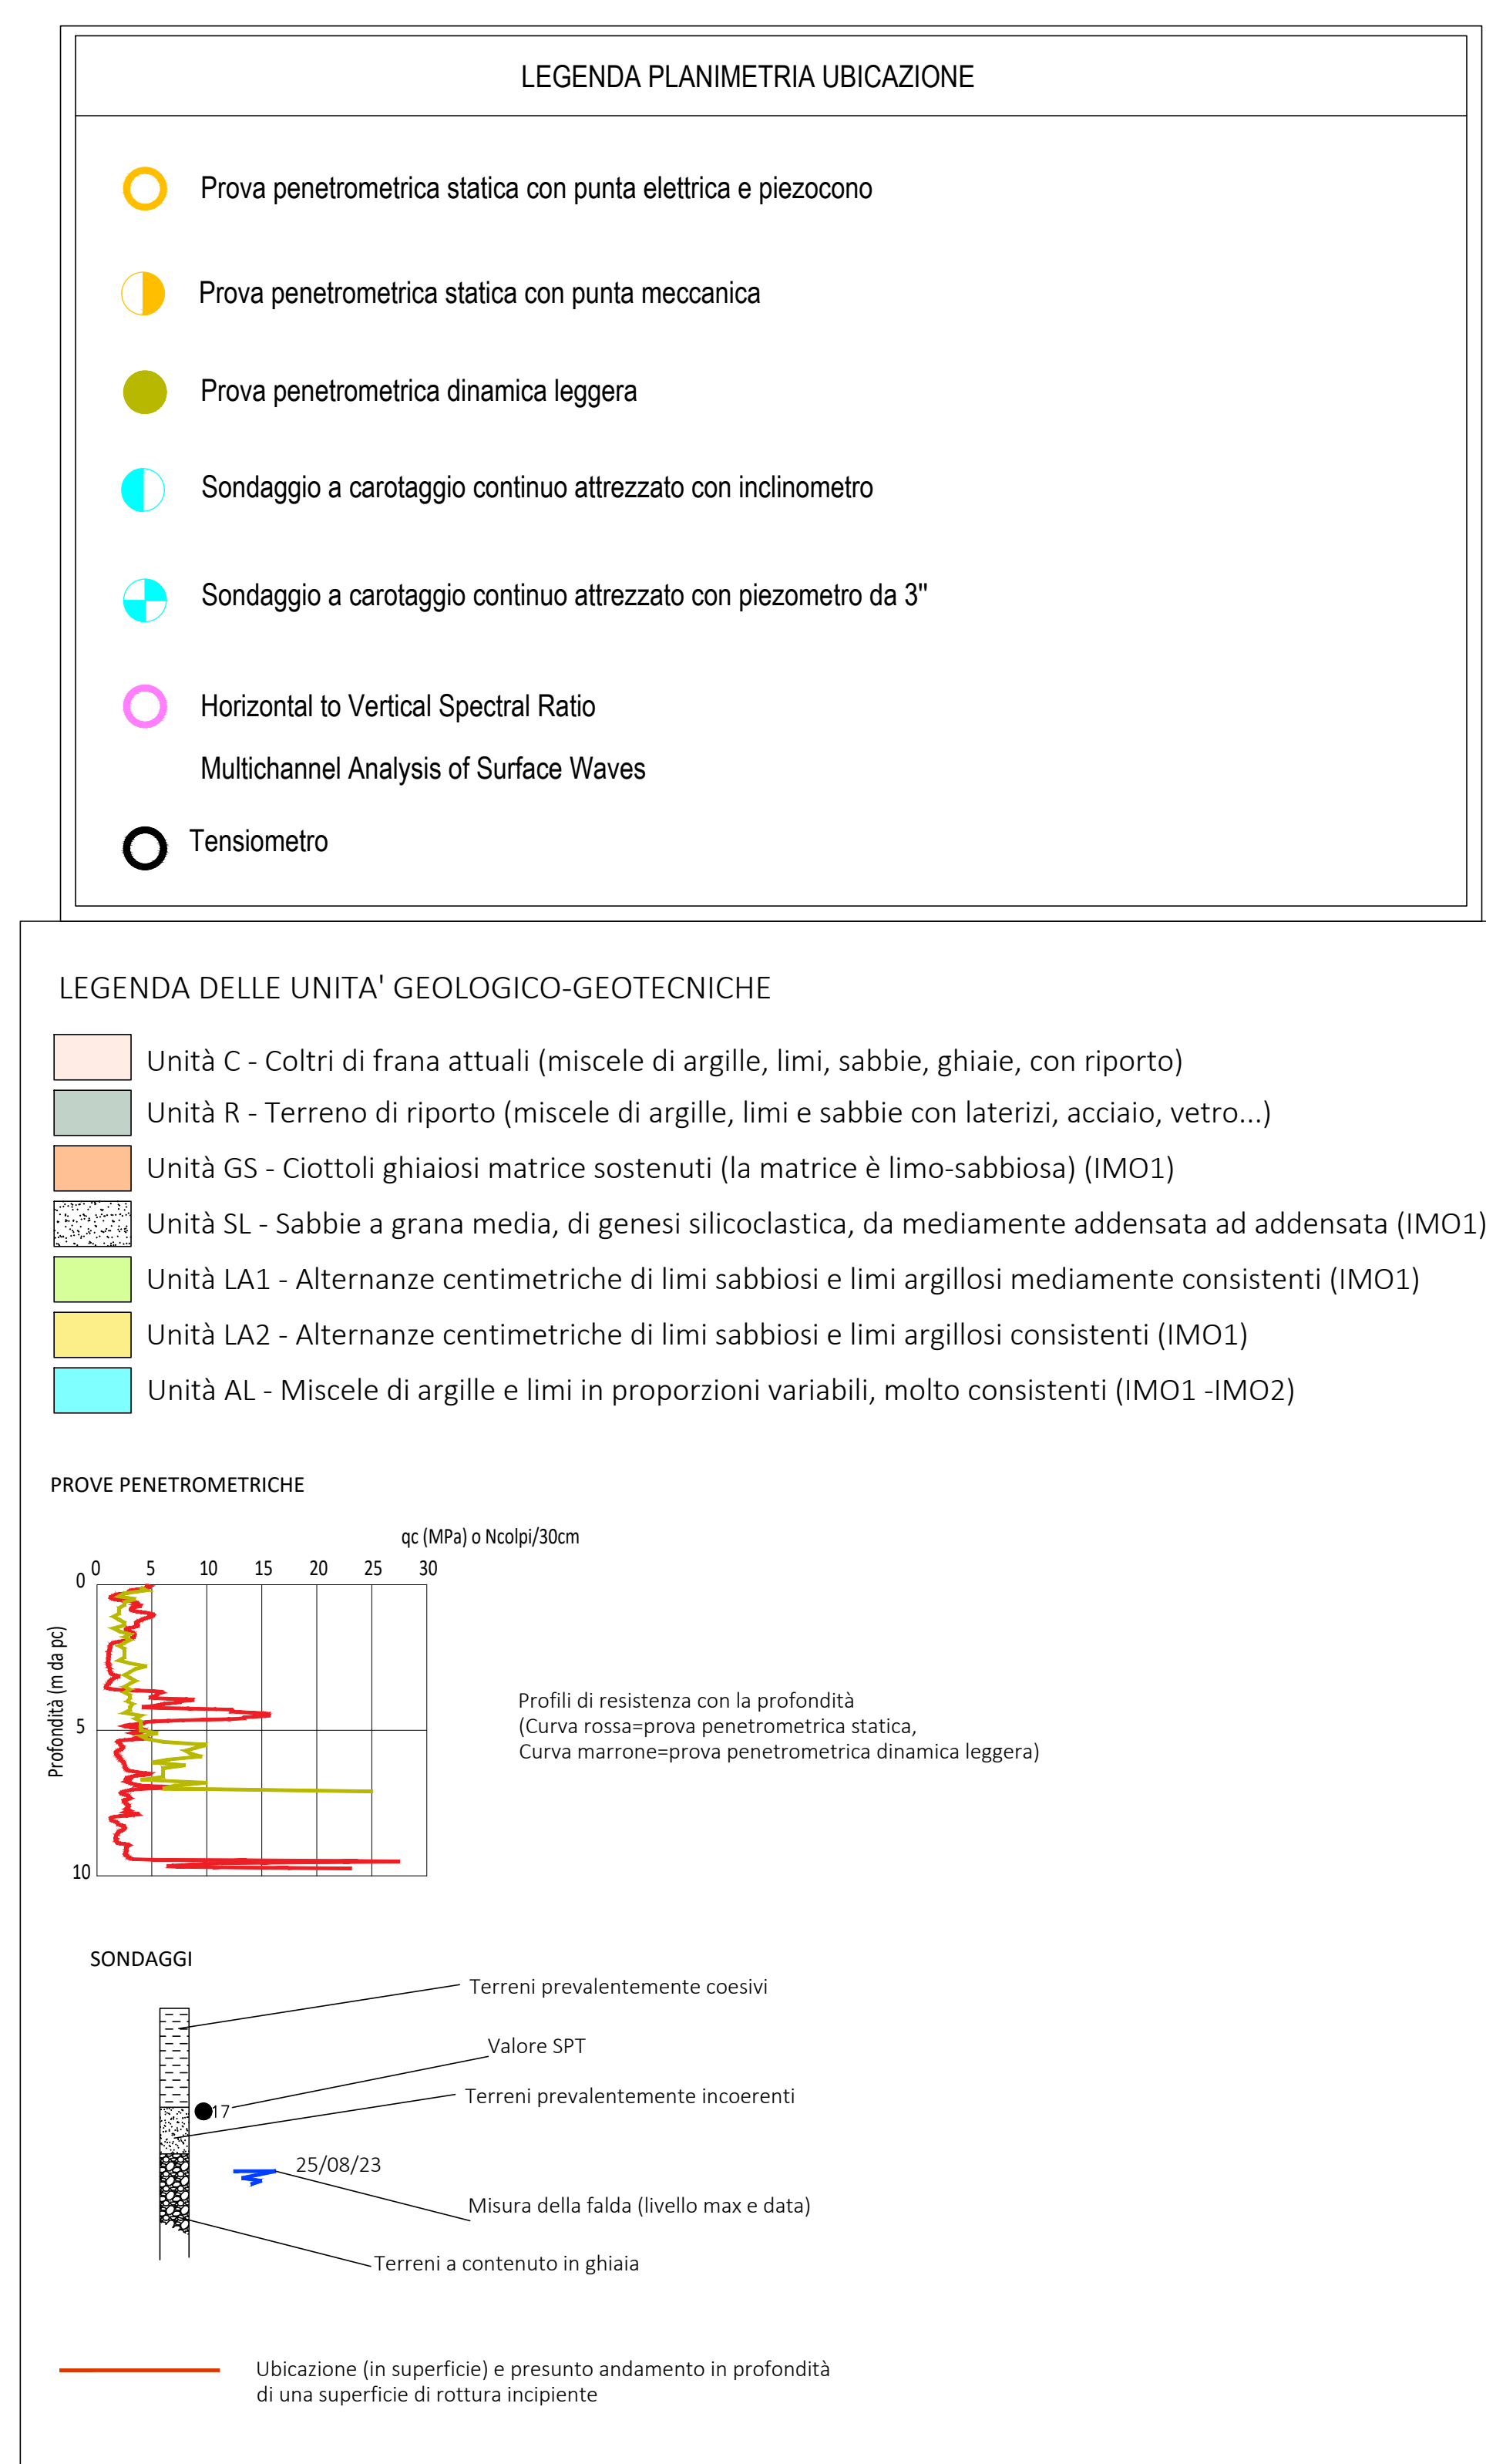 LEGENDA PLANIMETRIA UBICAZIONE
Prova penetrometrica statica con punta elettrica e piezocono
Prova penetrometrica statica con punta meccanica
Prova penetrometrica dinamica leggera
Sondaggio a carotaggio continuo attrezzato con inclinometro
Sondaggio a carotaggio continuo attrezzato con piezometro da 3"
Horizontal to Vertical Spectral Ratio
Multichannel Analysis of Surface Waves
Tensiometro
LEGENDA DELLE UNITA' GEOLOGICO-GEOTECNICHE
Unità C - Coltri di frana attuali (miscele di argille, limi, sabbie, ghiaie, con riporto)
Unità R - Terreno di riporto (miscele di argille, limi e sabbie con laterizi, acciaio, vetro...)
Unità GS - Ciottoli ghiaiosi matrice sostenuti (la matrice è limo-sabbiosa) (IMO1)
Unità SL - Sabbie a grana media, di genesi silicoclastica, da mediamente addensata ad addensata (IMO1)
Unità LA1 - Alternanze centimetriche di limi sabbiosi e limi argillosi mediamente consistenti (IMO1)
Unità LA2 - Alternanze centimetriche di limi sabbiosi e limi argillosi consistenti (IMO1)
Unità AL - Miscele di argille e limi in proporzioni variabili, molto consistenti (IMO1 -IMO2)
PROVE PENETROMETRICHE
qc (MPa) o Ncolpi/30cm
0 5 10 15 20 25 30
0
5
10
Profondità (m da pc)
Profili di resistenza con la profondità
(Curva rossa=prova penetrometrica statica,
Curva marrone=prova penetrometrica dinamica leggera)
SONDAGGI
Terreni prevalentemente coesivi
Valore SPT
Terreni prevalentemente incoerenti
17
25/08/23
Misura della falda (livello max e data)
Terreni a contenuto in ghiaia
Ubicazione (in superficie) e presunto andamento in profondità
di una superficie di rottura incipiente